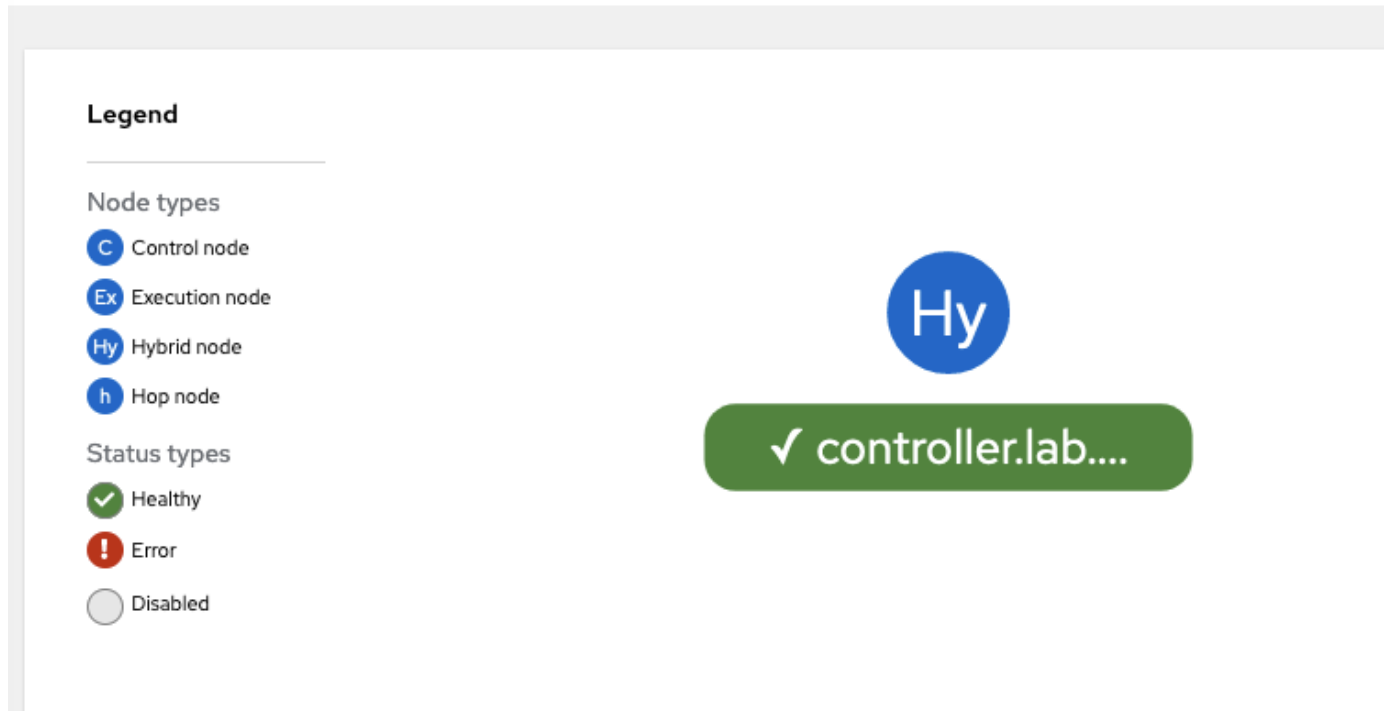 Legend
Node types
C Control node
Ex Execution node
Hy Hybrid node
h Hop node
Status types
Healthy
! Error
Disabled
Hy
✓ controller.lab....